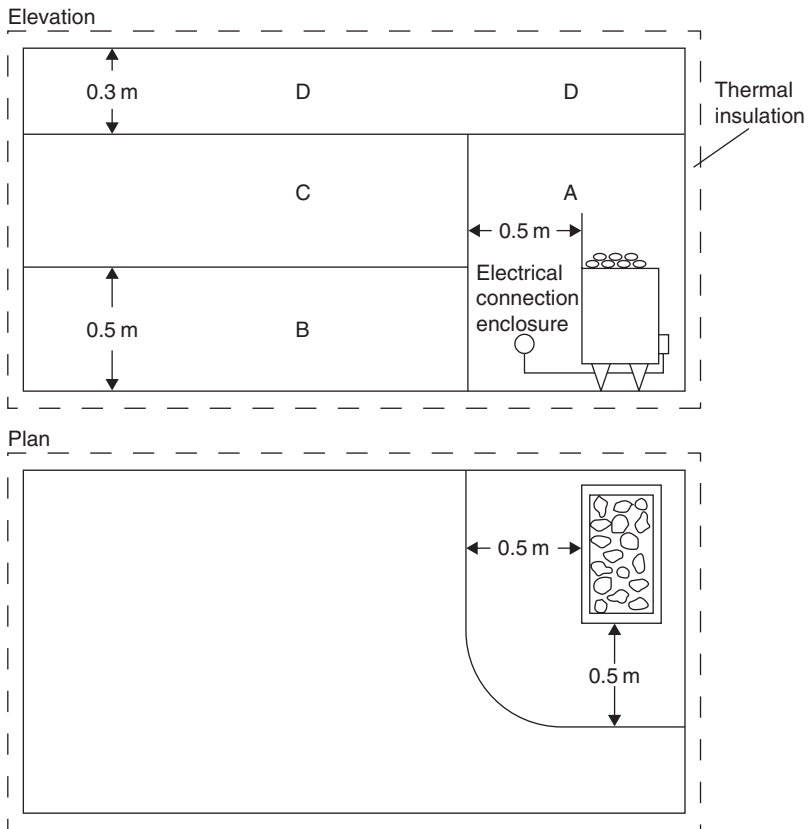 Elevation
0.3 m
D
D
Thermal
insulation
C
A
0.5 m
Electrical
connection
enclosure
0.5 m
B
Plan
0.5 m
0.5 m